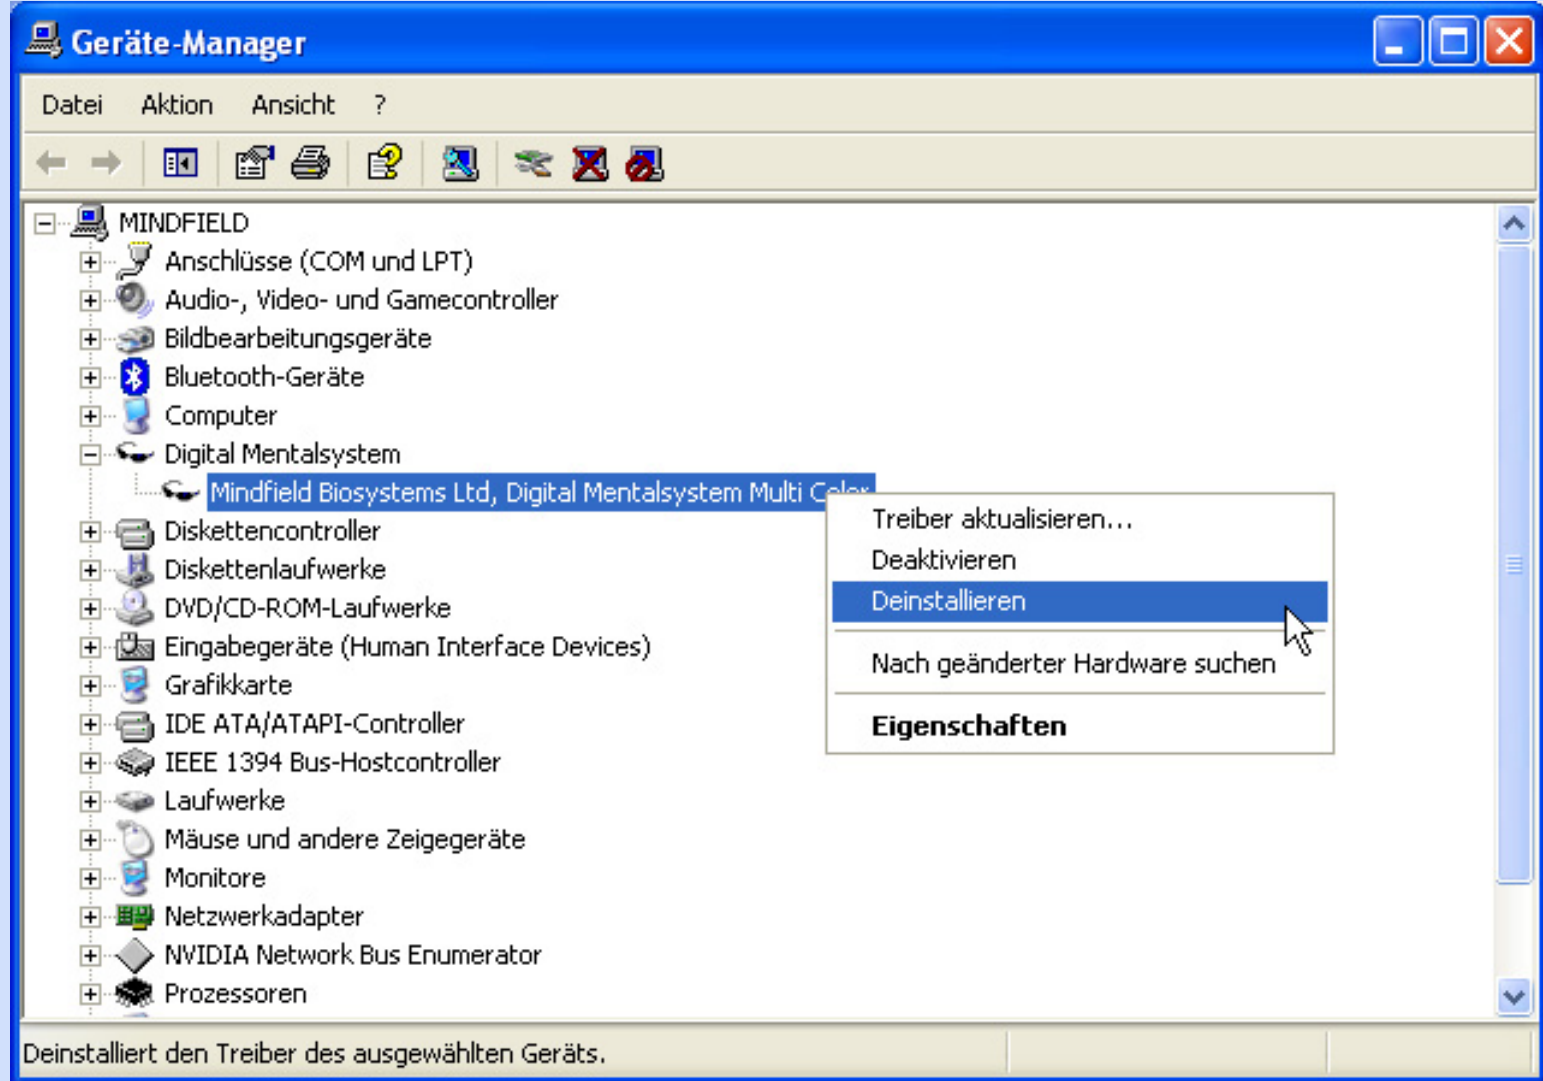 Geräte-Manager
Datei Aktion Ansicht ?
MINDFIELD
Anschlüsse (COM und LPT)
Audio-, Video- und Gamecontroller
Bildbearbeitungsgeräte
Bluetooth-Geräte
Computer
Digital Mentalsystem
Mindfield Biosystems Ltd, Digital Mentalsystem Multi Color
Treiber aktualisieren...
Deaktivieren
Deinstallieren
Nach geänderter Hardware suchen
Eigenschaften
Diskettencontroller
Diskettenlaufwerke
DVD/CD-ROM-Laufwerke
Eingabegeräte (Human Interface Devices)
Grafikkarte
IDE ATA/ATAPI-Controller
IEEE 1394 Bus-Hostcontroller
Laufwerke
Mäuse und andere Zeigegeräte
Monitore
Netzwerkadapter
NVIDIA Network Bus Enumerator
Prozessoren
Deinstalliert den Treiber des ausgewählten Geräts.